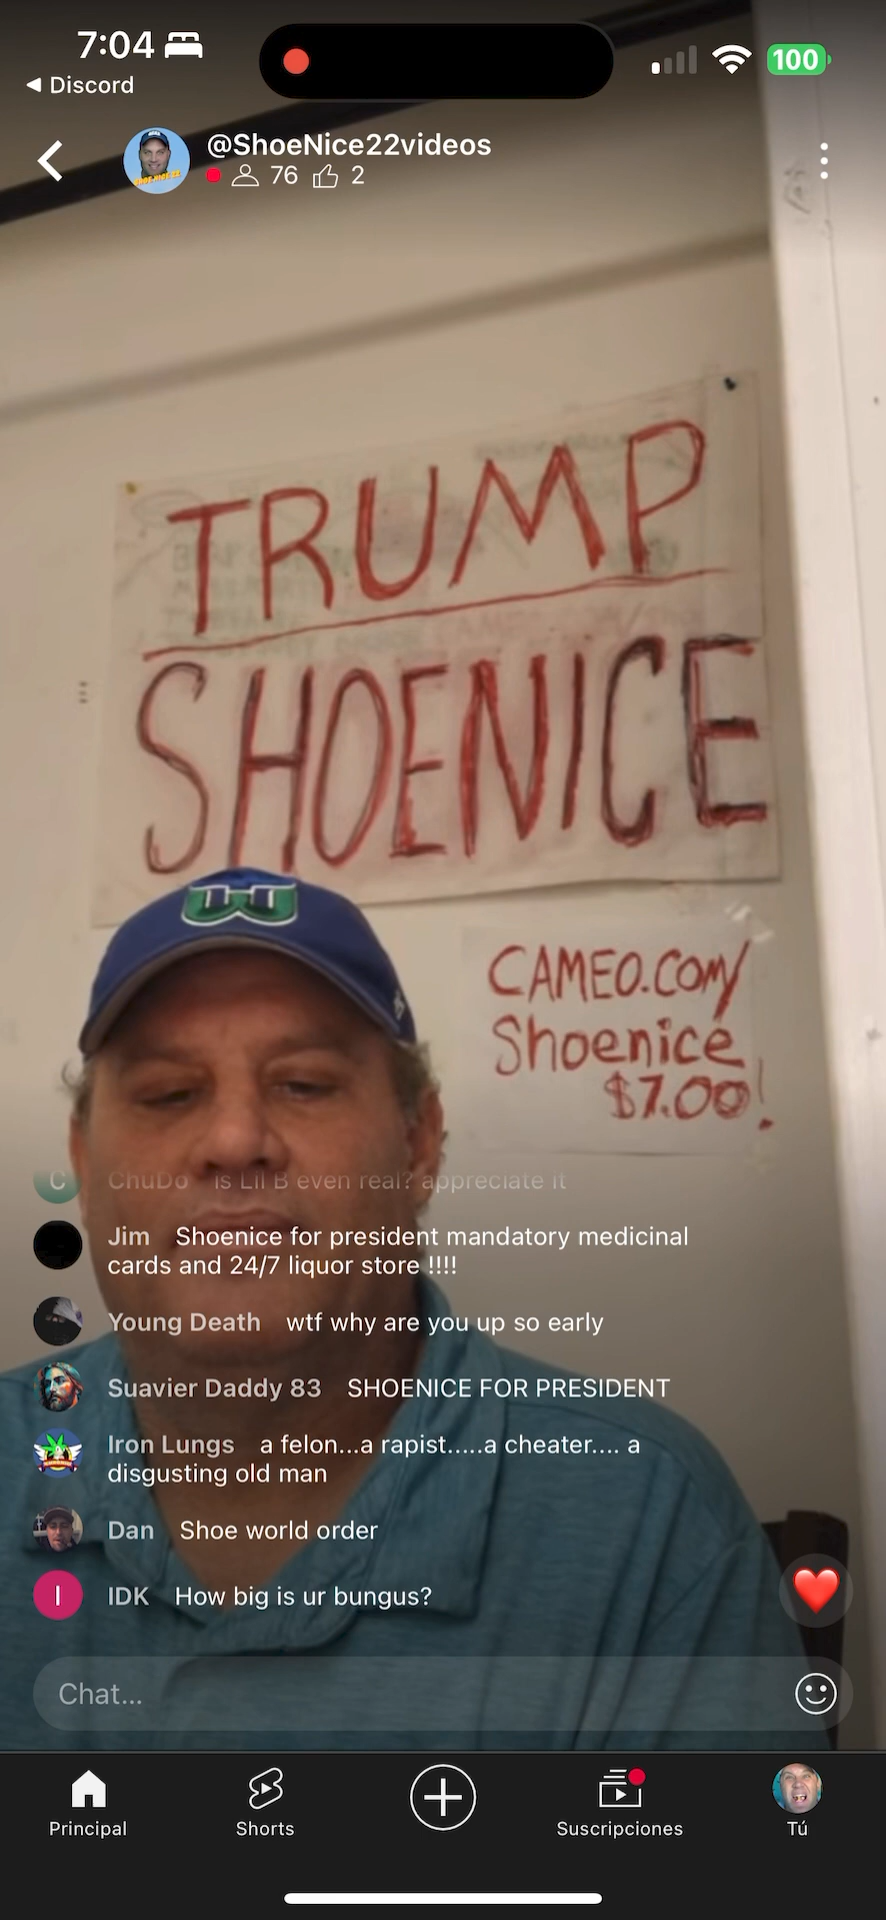 7:04
100
Discord
@ShoeNice22videos
76 2
TRUMP
SHOENICE
CAMEO.COM/
Shoenice
$7.00!
C
ChuDo is Lil B even real? appreciate it
Jim Shoenice for president mandatory medicinal
cards and 24/7 liquor store !!!!
Young Death wtf why are you up so early
Suavier Daddy 83 SHOENICE FOR PRESIDENT
Iron Lungs a felon...a rapist.....a cheater.... a
disgusting old man
Dan Shoe world order
I
IDK How big is ur bungus?
Chat...
Principal
Shorts
Suscripciones
Tú